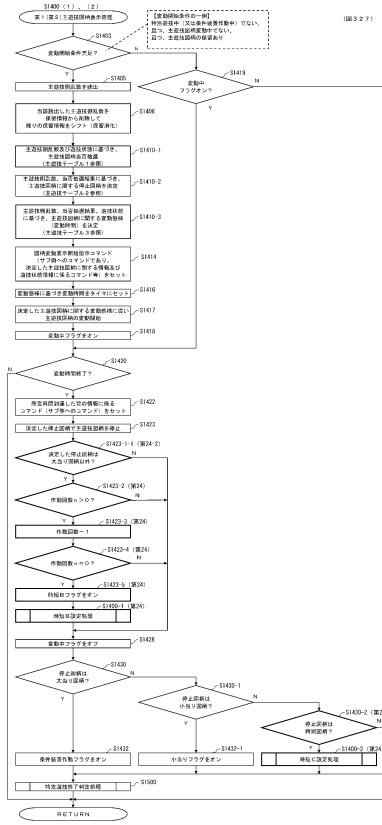 S1400（1）、（2）
第1（第2）主遊技図柄表示処理
【変動開始条件の一例】
特別遊技中（又は条件装置作動中）でない、
且つ、主遊技図柄変動中でない、
且つ、主遊技図柄の保留あり
（図327）
S1403
変動開始条件充足？
N
Y
S1419
変動中
フラグオン？
N
Y
S1405
主遊技側乱数を読出
S1406
当該読出した主遊技側乱数を
保留情報から削除して
残りの保留情報をシフト（保留消化）
S1410-1
主遊技側乱数及び遊技状態に基づき、
主遊技図柄当否抽選
（主遊技テーブル1参照）
S1410-2
主遊技側乱数、当否抽選結果に基づき、
主遊技図柄に関する停止図柄を決定
（主遊技テーブル2参照）
S1410-3
主遊技側乱数、当否抽選結果、遊技状態
に基づき、主遊技図柄に関する変動態様
（変動時間）を決定
（主遊技テーブル3参照）
S1414
図柄変動表示開始指示コマンド
（サブ側へのコマンドであり、
決定した主遊技図柄に関する情報及び
遊技状態情報に係るコマンド等）をセット
S1416
変動態様に基づき変動時間をタイマにセット
S1417
決定した主遊技図柄に関する変動態様に従い
主遊技図柄の変動開始
S1418
変動中フラグをオン
S1420
N
変動時間終了？
Y
S1422
所定時間到達した旨の情報に係る
コマンド（サブ側へのコマンド）をセット
S1423
決定した停止図柄で主遊技図柄を停止
S1423-1-1（第24-2）
決定した停止図柄は
大当り図柄以外？
N
Y
S1423-2（第24）
作動回数n＞0？
N
Y
S1423-3（第24）
作動回数－1
S1423-4（第24）
作動回数n＝0？
N
Y
S1423-5（第24）
時短Bフラグをオン
S1400-1（第24）
時短B設定処理
S1428
変動中フラグをオフ
S1430
停止図柄は
大当り図柄？
N
Y
S1430-1
停止図柄は
小当り図柄？
N
Y
S1430-2（第2
停止図柄は
時短図柄？
N
Y
S1432
条件装置作動フラグをオン
S1432-1
小当りフラグをオン
S1400-2（第24
時短C設定処理
S1500
特定遊技終了判定処理
RETURN